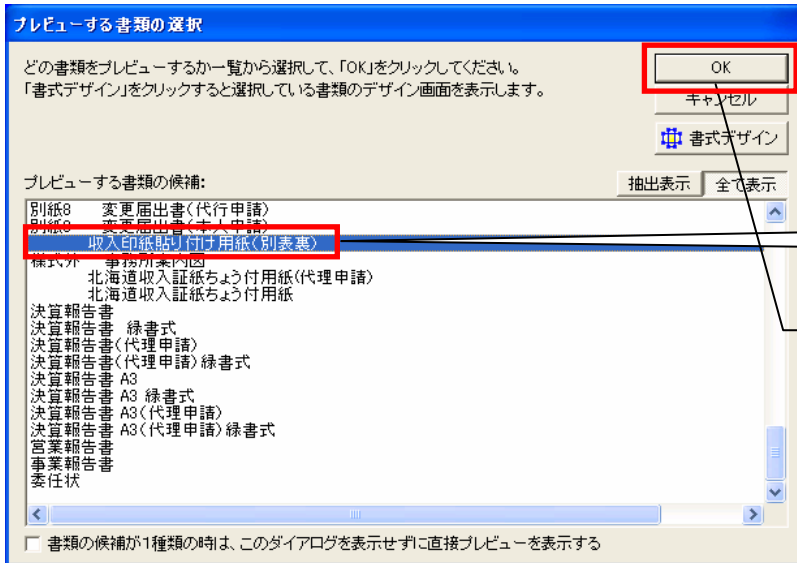 プレビューする書類の選択
どの書類をプレビューするか一覧から選択して、「OK」をクリックしてください。
「書式デザイン」をクリックすると選択している書類のデザイン画面を表示します。
OK
キャンセル
書式デザイン
プレビューする書類の候補:
抽出表示
全て表示
別紙8 変更届出書(代行申請)
別紙8 変更届出書(本人申請)
収入印紙貼り付け用紙(別表裏)
様式外 事務所案内図
北海道収入証紙ちょう付用紙(代理申請)
北海道収入証紙ちょう付用紙
決算報告書
決算報告書 緑書式
決算報告書(代理申請)
決算報告書(代理申請)緑書式
決算報告書 A3
決算報告書 A3 緑書式
決算報告書 A3(代理申請)
決算報告書 A3(代理申請)緑書式
営業報告書
事業報告書
委任状
書類の候補が1種類の時は、このダイアログを表示せずに直接プレビューを表示する